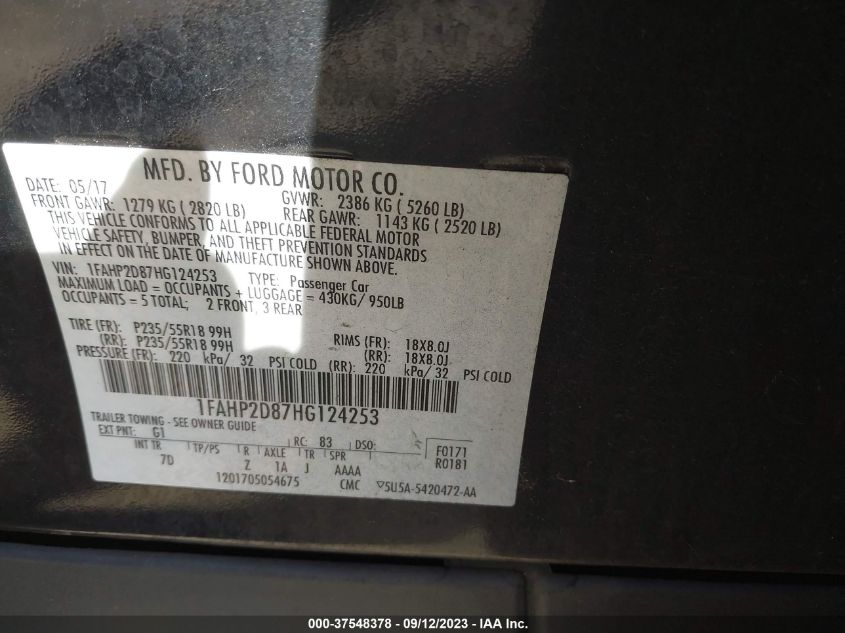 MFD. BY FORD MOTOR CO.
DATE: 05/17 GVWR: 2386 KG ( 5260 LB)
FRONT GAWR: 1279 KG ( 2820 LB) REAR GAWR: 1143 KG ( 2520 LB)
THIS VEHICLE CONFORMS TO ALL APPLICABLE FEDERAL MOTOR
VEHICLE SAFETY, BUMPER, AND THEFT PREVENTION STANDARDS
IN EFFECT ON THE DATE OF MANUFACTURE SHOWN ABOVE.
VIN: 1FAHP2D87HG124253 TYPE: Passenger Car
MAXIMUM LOAD = OCCUPANTS + LUGGAGE = 430KG/ 950LB
OCCUPANTS = 5 TOTAL; 2 FRONT, 3 REAR
TIRE (FR): P235/55R18 99H RIMS (FR): 18X8.0J
(RR): P235/55R18 99H (RR): 18X8.0J
PRESSURE (FR): 220 kPa/ 32 PSI COLD (RR): 220 kPa/ 32 PSI COLD
1FAHP2D87HG124253
TRAILER TOWING - SEE OWNER GUIDE
EXT PNT: G1 RC: 83 DSO: F0171
INT TR TP/PS R AXLE TR SPR R0181
7D Z 1A J AAAA
1201705054675 CMC ▽5U5A-5420472-AA
000-37548378 - 09/12/2023 - COPYRIGHT IAA, LLC.